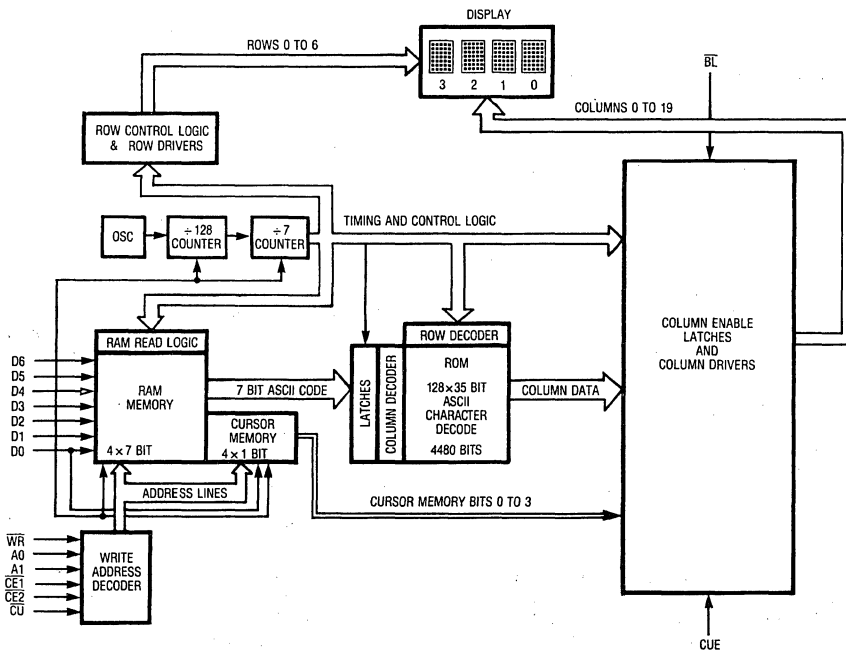 DISPLAY
ROWS 0 TO 6
3 2 1 0
BL
COLUMNS 0 TO 19
ROW CONTROL LOGIC
& ROW DRIVERS
TIMING AND CONTROL LOGIC
OSC
÷128
COUNTER
÷7
COUNTER
RAM READ LOGIC
RAM
MEMORY
4 × 7 BIT
CURSOR
MEMORY
4 × 1 BIT
D6
D5
D4
D3
D2
D1
D0
7 BIT ASCII CODE
LATCHES
COLUMN DECODER
ROW DECODER
ROM
128 × 35 BIT
ASCII
CHARACTER
DECODE
4480 BITS
COLUMN DATA
COLUMN ENABLE
LATCHES
AND
COLUMN DRIVERS
ADDRESS LINES
CURSOR MEMORY BITS 0 TO 3
WR
A0
A1
CE1
CE2
CU
WRITE
ADDRESS
DECODER
CUE